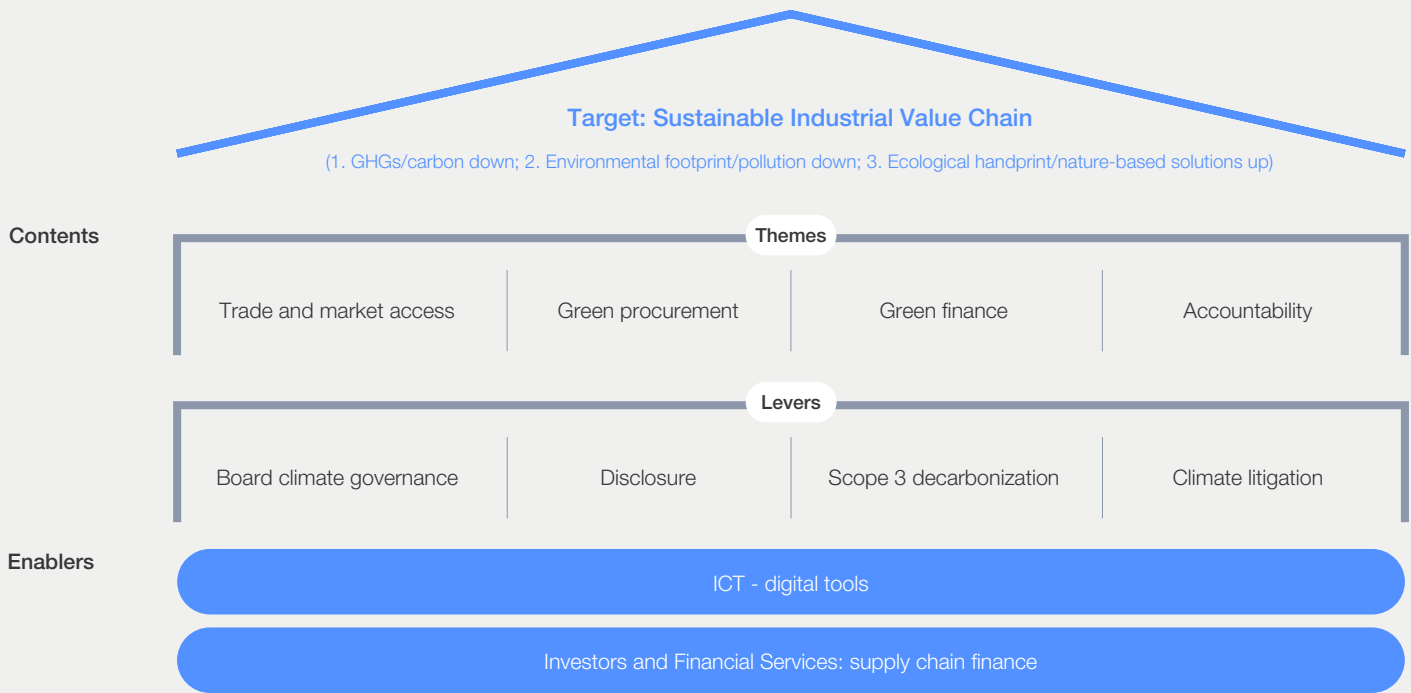 Target: Sustainable Industrial Value Chain
(1. GHGs/carbon down; 2. Environmental footprint/pollution down; 3. Ecological handprint/nature-based solutions up)
Contents
Themes
Trade and market access
Green procurement
Green finance
Accountability
Levers
Board climate governance
Disclosure
Scope 3 decarbonization
Climate litigation
Enablers
ICT - digital tools
Investors and Financial Services: supply chain finance